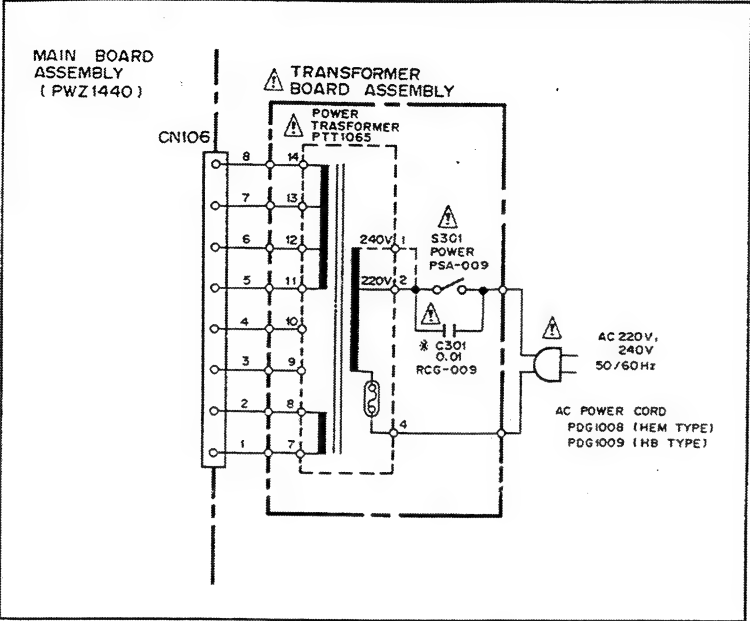 MAIN BOARD
ASSEMBLY
(PWZ1440)
CN106
TRANSFORMER
BOARD ASSEMBLY
POWER
TRASFORMER
PTT1065
8 14
7 13
6 12
240V 1
S301
POWER
PSA-009
5 11
220V 2
4 10
* C301
0.01
RCG-009
3 9
AC 220V,
240V
50/60Hz
2 8
AC POWER CORD
PDG1008 (HEM TYPE)
PDG1009 (HB TYPE)
1 7
4